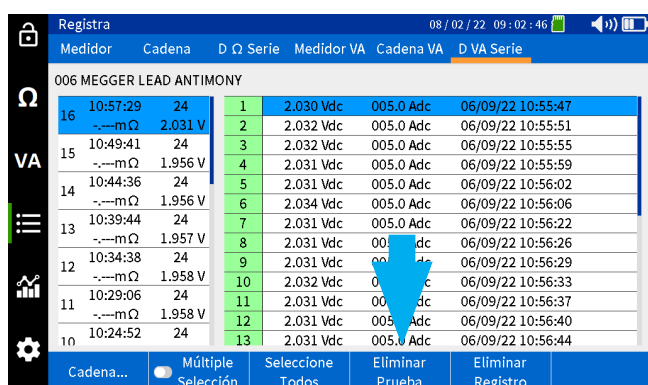 Registra 08/02/22 09:02:46
Medidor Cadena D Ω Serie Medidor VA Cadena VA D VA Serie
006 MEGGER LEAD ANTIMONY
Ω
VA
16 10:57:29 24
-.---mΩ 2.031 V
15 10:49:41 24
-.---mΩ 1.956 V
14 10:44:36 24
-.---mΩ 1.956 V
13 10:39:44 24
-.---mΩ 1.957 V
12 10:34:38 24
-.---mΩ 1.958 V
11 10:29:06 24
-.---mΩ 1.958 V
10 10:24:52 24
1 2.030 Vdc 005.0 Adc 06/09/22 10:55:47
2 2.032 Vdc 005.0 Adc 06/09/22 10:55:51
3 2.032 Vdc 005.0 Adc 06/09/22 10:55:55
4 2.031 Vdc 005.0 Adc 06/09/22 10:55:59
5 2.031 Vdc 005.0 Adc 06/09/22 10:56:02
6 2.034 Vdc 005.0 Adc 06/09/22 10:56:06
7 2.031 Vdc 005.0 Adc 06/09/22 10:56:22
8 2.031 Vdc 06/09/22 10:56:26
9 2.031 Vdc 06/09/22 10:56:29
10 2.032 Vdc 06/09/22 10:56:33
11 2.031 Vdc 06/09/22 10:56:37
12 2.031 Vdc 06/09/22 10:56:40
13 2.031 Vdc 06/09/22 10:56:44
Cadena...
Múltiple
Selección
Seleccione
Todos
Eliminar
Prueba
Eliminar
Registro